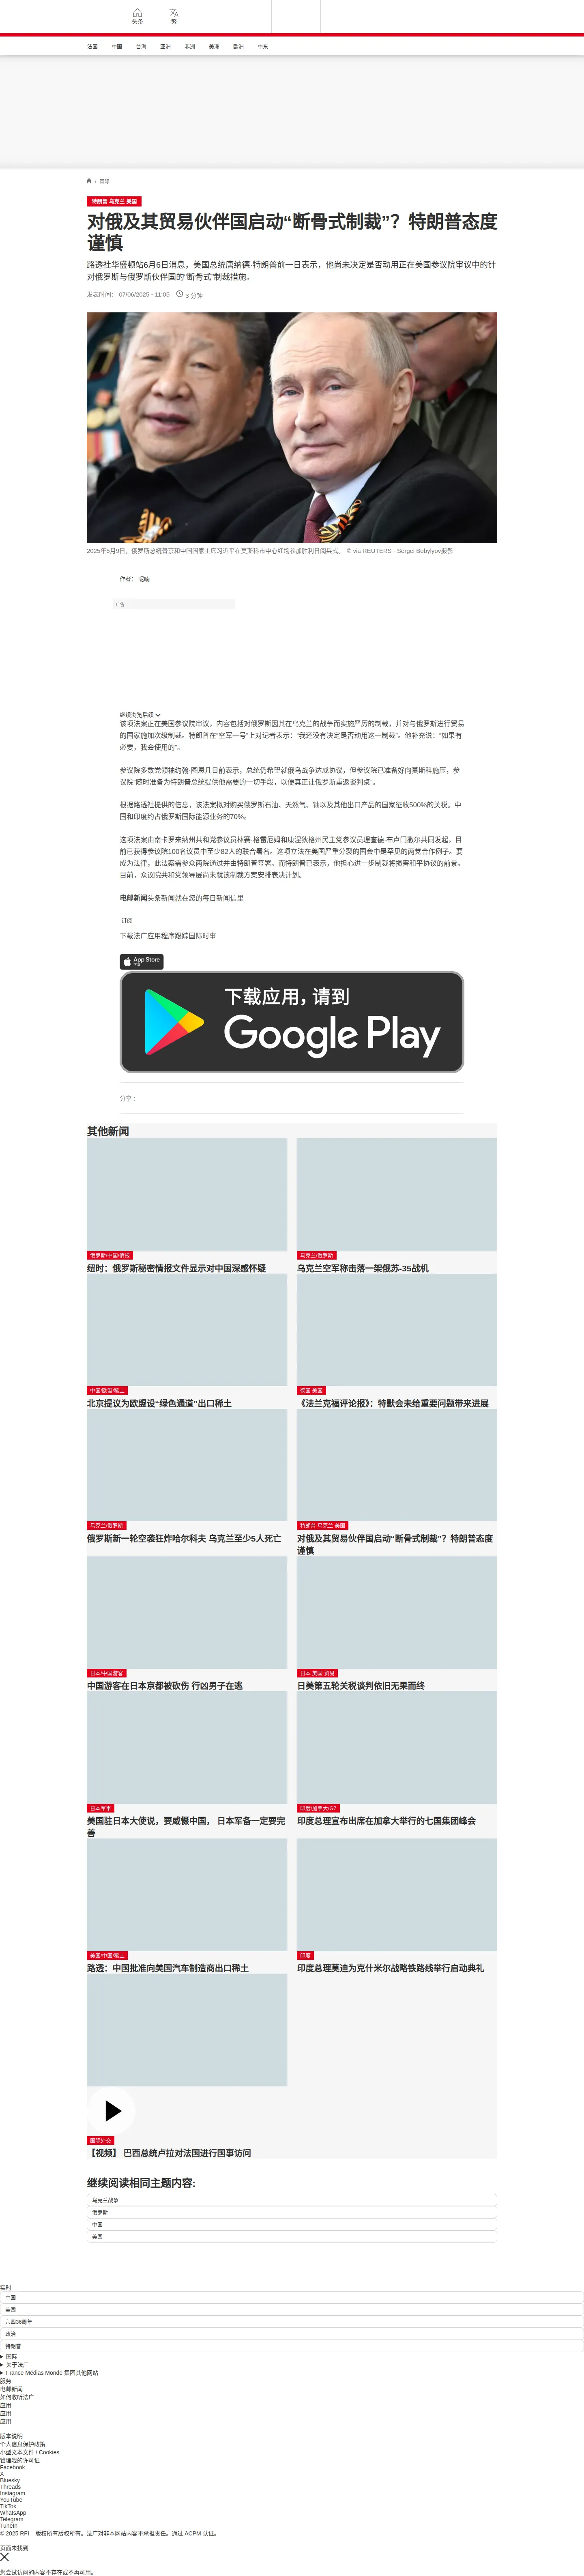 头条
繁
法国 中国 台海 亚洲 非洲 美洲 欧洲 中东
/ 国际
特朗普 乌克兰 美国
对俄及其贸易伙伴国启动“断骨式制裁”？特朗普态度
谨慎
路透社华盛顿站6月6日消息，美国总统唐纳德·特朗普前一日表示，他尚未决定是否动用正在美国参议院审议中的针
对俄罗斯与俄罗斯伙伴国的“断骨式”制裁措施。
发表时间： 07/06/2025 - 11:05 3 分钟
2025年5月9日，俄罗斯总统普京和中国国家主席习近平在莫斯科市中心红场参加胜利日阅兵式。 © via REUTERS - Sergei Bobylyov摄影
作者：
广告
继续浏览后续
该项法案正在美国参议院审议，内容包括对俄罗斯因其在乌克兰的战争而实施严厉的制裁，并对与俄罗斯进行贸易
的国家施加次级制裁。特朗普在“空军一号”上对记者表示：“我还没有决定是否动用这一制裁”。他补充说：“如果有
必要，我会使用的”。
参议院多数党领袖约翰·图恩几日前表示，总统仍希望就俄乌战争达成协议，但参议院已准备好向莫斯科施压，参
议院“随时准备为特朗普总统提供他需要的一切手段，以便真正让俄罗斯重返谈判桌”。
根据路透社提供的信息，该法案拟对购买俄罗斯石油、天然气、铀以及其他出口产品的国家征收500%的关税。中
国和印度约占俄罗斯国际能源业务的70%。
这项法案由南卡罗来纳州共和党参议员林赛·格雷厄姆和康涅狄格州民主党参议员理查德·布卢门撒尔共同发起，目
前已获得参议院100名议员中至少82人的联合署名。这项立法在美国严重分裂的国会中是罕见的两党合作例子。要
成为法律，此法案需参众两院通过并由特朗普签署。而特朗普已表示，他担心进一步制裁将损害和平协议的前景。
目前，众议院共和党领导层尚未就该制裁方案安排表决计划。
电邮新闻头条新闻就在您的每日新闻信里
订阅
下载法广应用程序跟踪国际时事
App Store
下载
下载应用，请到
Google Play
分享 :
其他新闻
俄罗斯/中国/情报
纽时：俄罗斯秘密情报文件显示对中国深感怀疑
乌克兰/俄罗斯
乌克兰空军称击落一架俄苏-35战机
中国/欧盟/稀土
北京提议为欧盟设“绿色通道”出口稀土
德国 美国
《法兰克福评论报》：特默会未给重要问题带来进展
乌克兰/俄罗斯
俄罗斯新一轮空袭狂炸哈尔科夫 乌克兰至少5人死亡
特朗普 乌克兰 美国
对俄及其贸易伙伴国启动“断骨式制裁”？特朗普态度
谨慎
日本/中国游客
中国游客在日本京都被砍伤 行凶男子在逃
日本 美国 贸易
日美第五轮关税谈判依旧无果而终
日本军事
美国驻日本大使说，要威慑中国， 日本军备一定要完
善
印度/加拿大/G7
印度总理宣布出席在加拿大举行的七国集团峰会
美国/中国/稀土
路透：中国批准向美国汽车制造商出口稀土
印度
印度总理莫迪为克什米尔战略铁路线举行启动典礼
国际外交
【视频】 巴西总统卢拉对法国进行国事访问
继续阅读相同主题内容:
乌克兰战争
俄罗斯
中国
美国
实时
中国
美国
六四36周年
政治
特朗普
国际
关于法广
France Médias Monde 集团其他网站
服务
电邮新闻
如何收听法广
应用
应用
应用
版本说明
个人信息保护政策
小型文本文件 / Cookies
管理我的许可证
Facebook
X
Bluesky
Threads
Instagram
YouTube
TikTok
WhatsApp
Telegram
TuneIn
© 2025 RFI – 版权所有版权所有。法广对非本网站内容不承担责任。通过 ACPM 认证。
页面未找到
您尝试访问的内容不存在或不再可用。